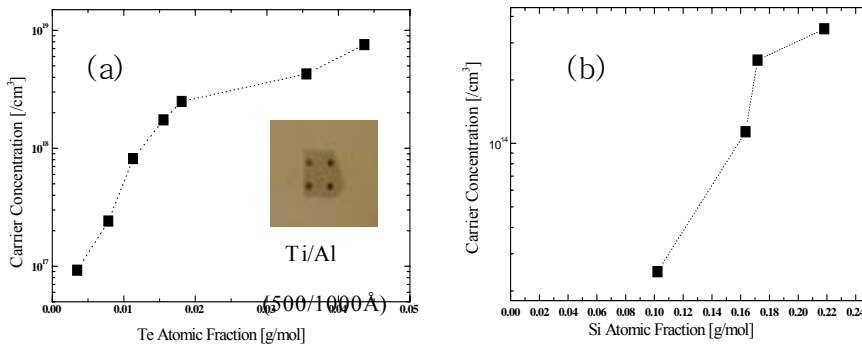 (a)
Carrier Concentration [/cm³]
10¹⁹
10¹⁸
10¹⁷
Ti/Al
(500/1000Å)
0.00 0.01 0.02 0.03 0.04 0.05
Te Atomic Fraction [g/mol]
(b)
Carrier Concentration [/cm³]
10¹⁴
0.00 0.02 0.04 0.06 0.08 0.10 0.12 0.14 0.16 0.18 0.20 0.22 0.24
Si Atomic Fraction [g/mol]